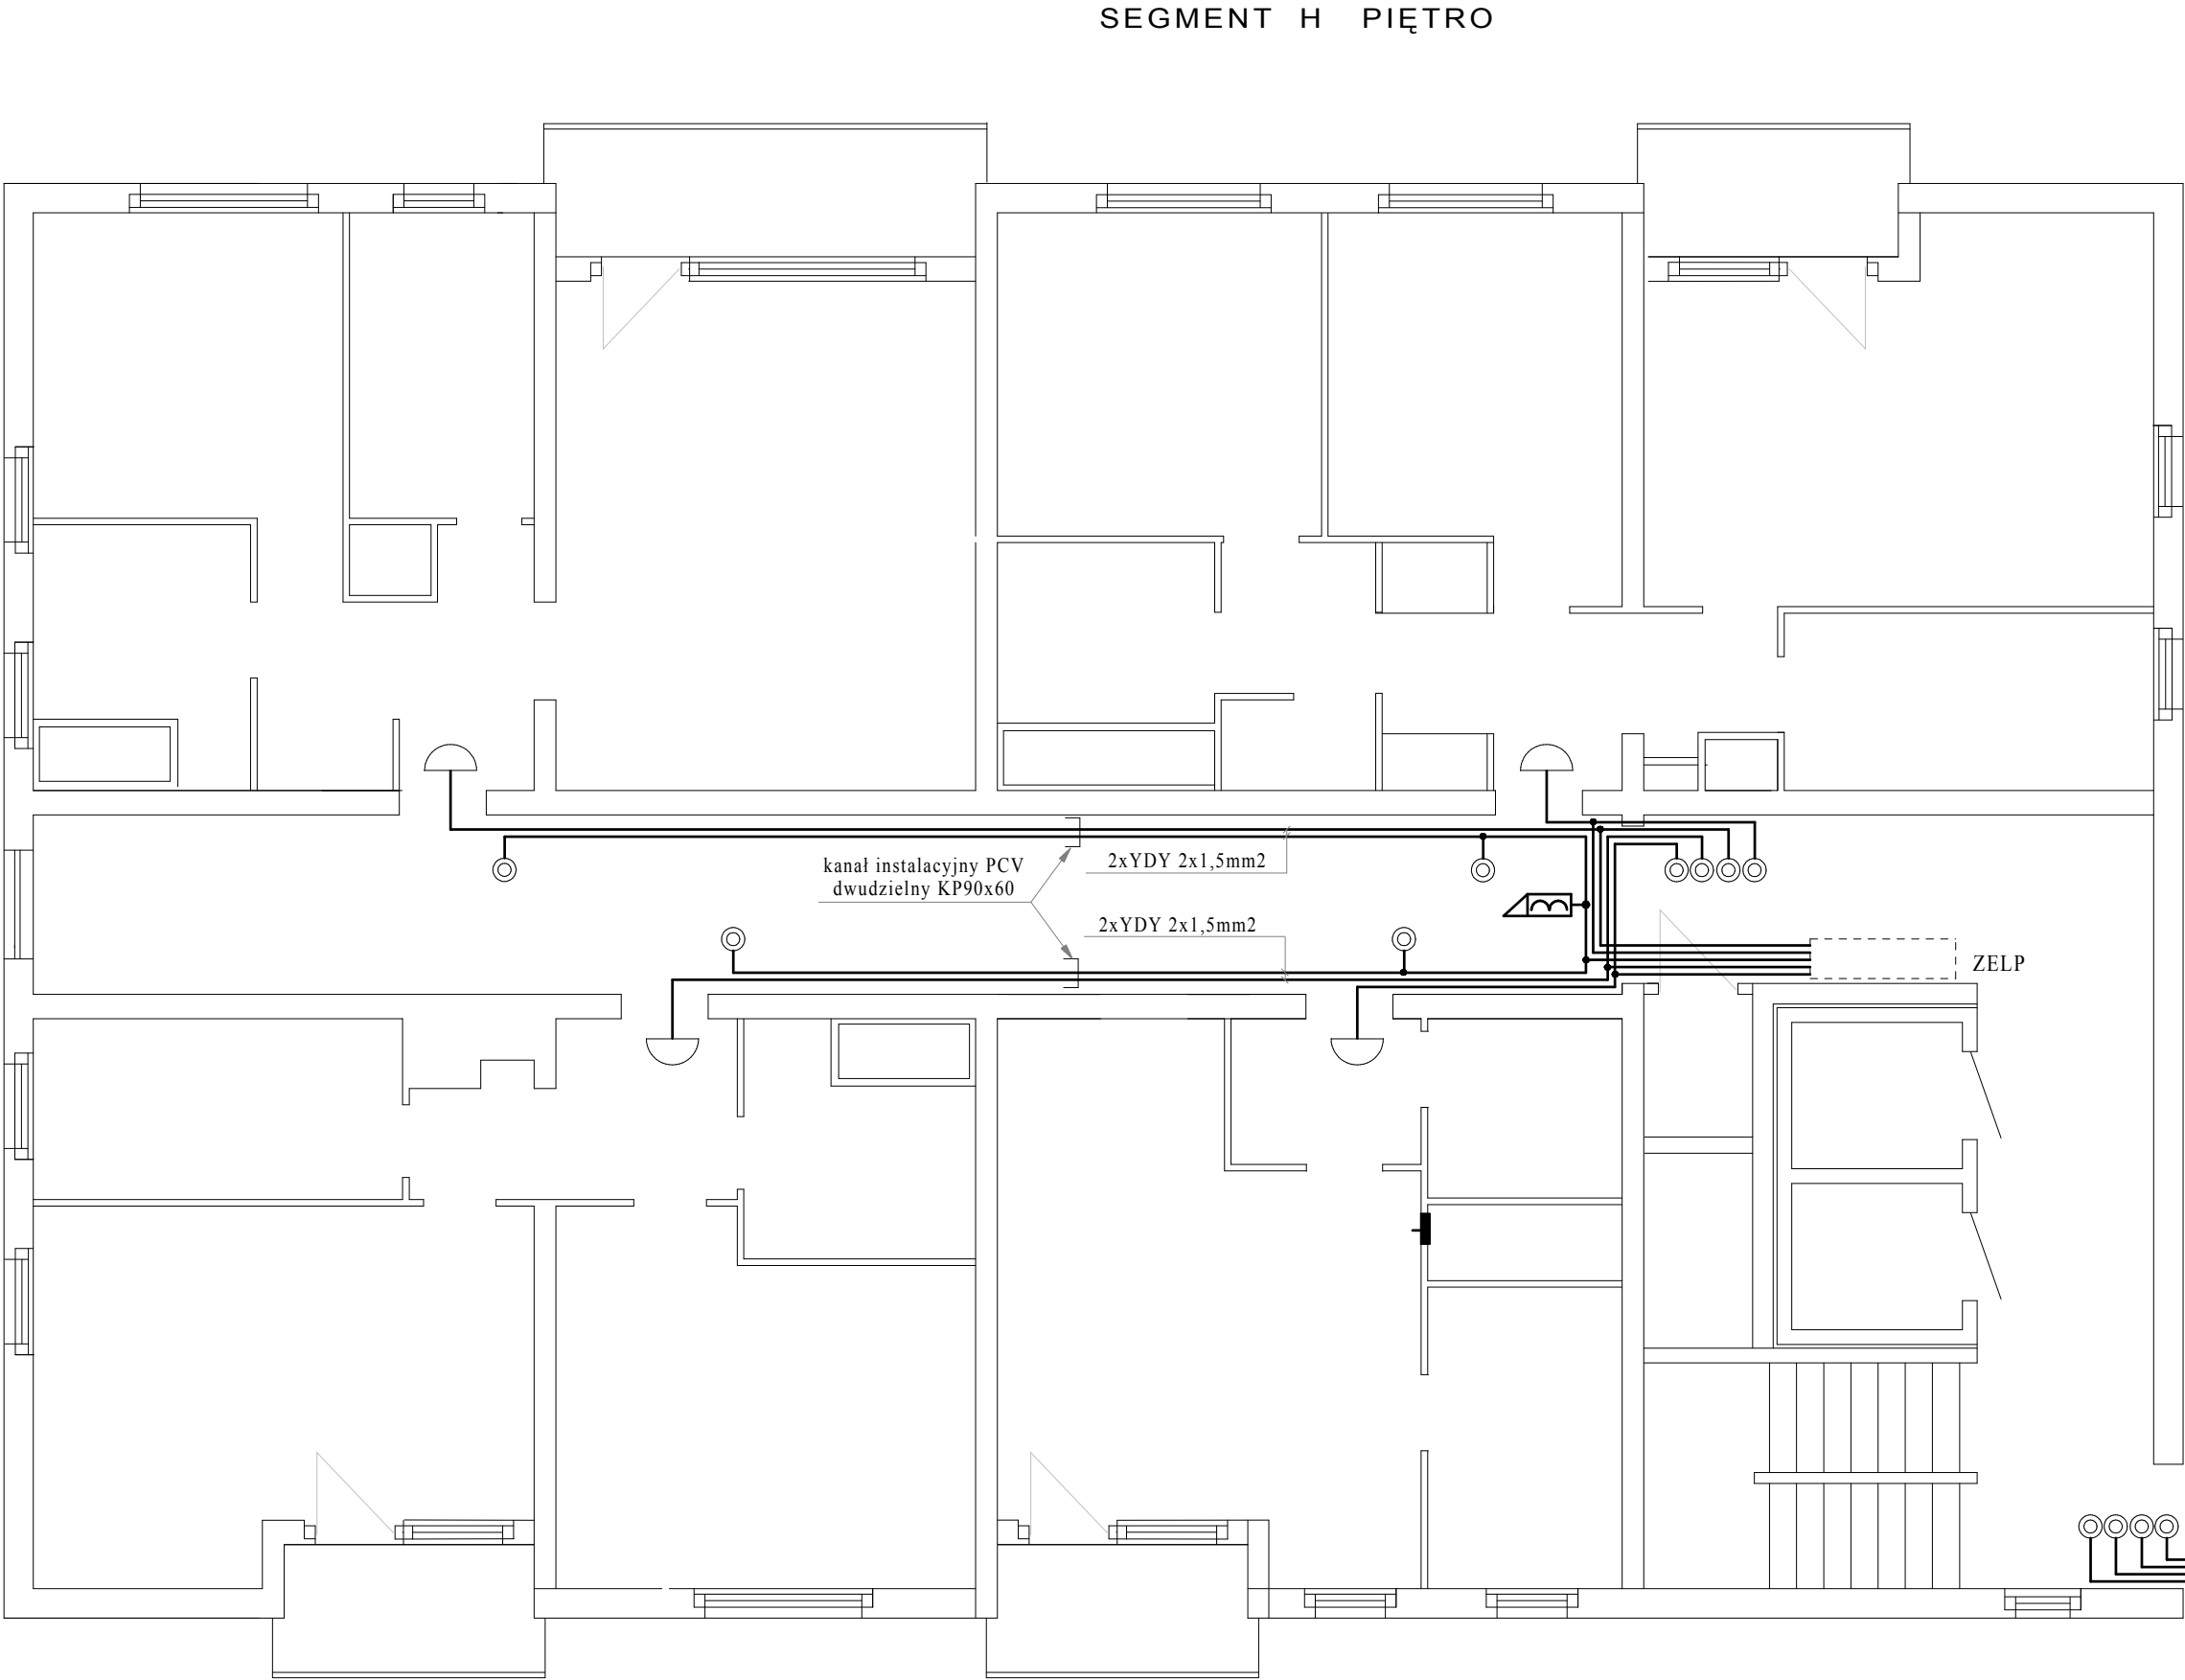 SEGMENT H PIĘTRO
kanał instalacyjny PCV
dwudzielny KP90x60
2xYDY 2x1,5mm2
2xYDY 2x1,5mm2
ZELP